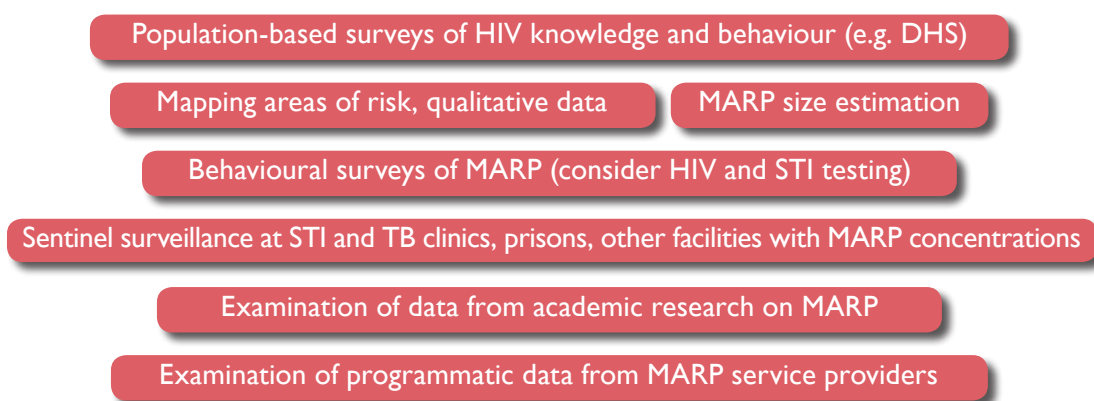 Population-based surveys of HIV knowledge and behaviour (e.g. DHS)
Mapping areas of risk, qualitative data
MARP size estimation
Behavioural surveys of MARP (consider HIV and STI testing)
Sentinel surveillance at STI and TB clinics, prisons, other facilities with MARP concentrations
Examination of data from academic research on MARP
Examination of programmatic data from MARP service providers